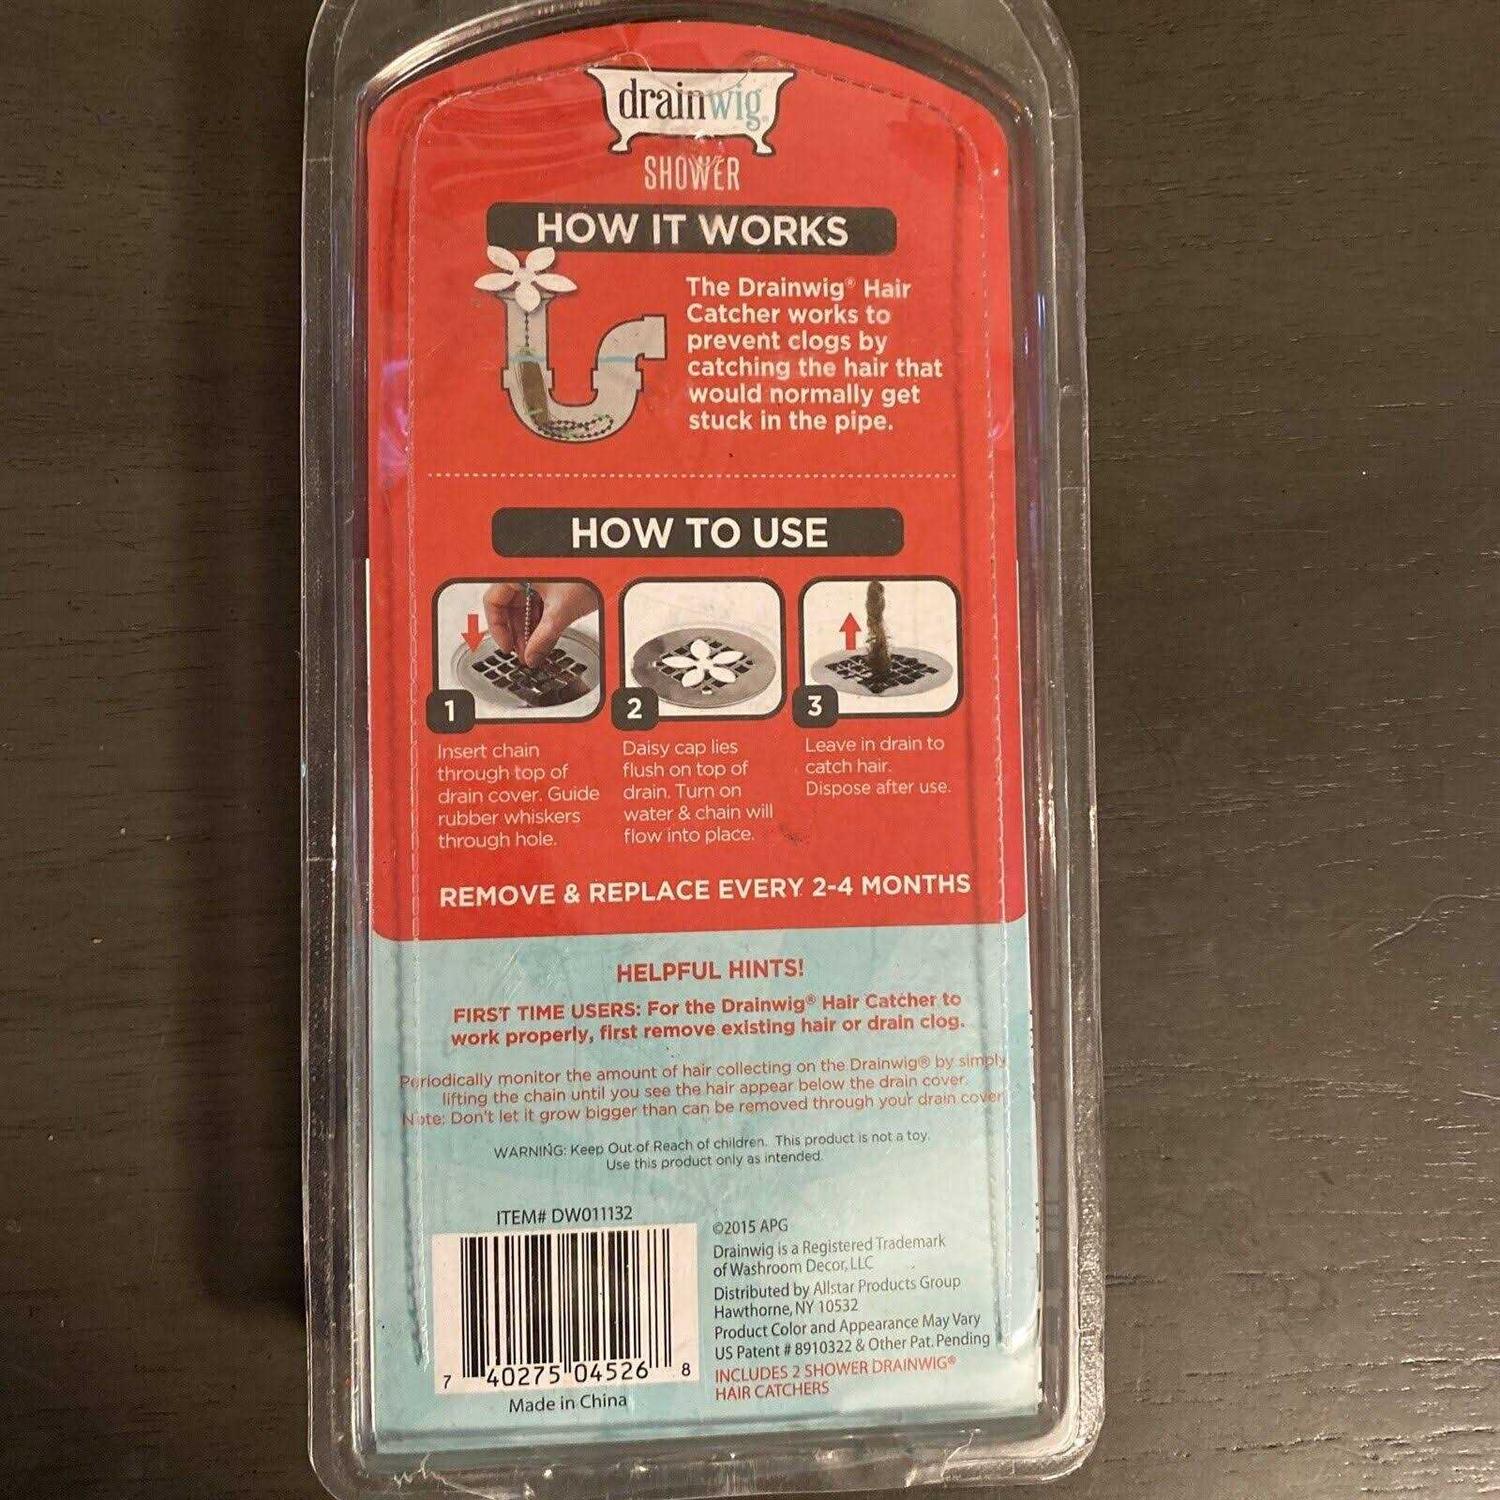 drainwig®
SHOWER
HOW IT WORKS
The Drainwig® Hair
Catcher works to
prevent clogs by
catching the hair that
would normally get
stuck in the pipe.
HOW TO USE
1
Insert chain
through top of
drain cover. Guide
rubber whiskers
through hole.
2
Daisy cap lies
flush on top of
drain. Turn on
water & chain will
flow into place.
3
Leave in drain to
catch hair.
Dispose after use.
REMOVE & REPLACE EVERY 2-4 MONTHS
HELPFUL HINTS!
FIRST TIME USERS: For the Drainwig® Hair Catcher to
work properly, first remove existing hair or drain clog.
Periodically monitor the amount of hair collecting on the Drainwig® by simply
lifting the chain until you see the hair appear below the drain cover.
Note: Don't let it grow bigger than can be removed through your drain cover
WARNING: Keep Out of Reach of children. This product is not a toy.
Use this product only as intended.
ITEM# DW011132
7 40275 04526 8
Made in China
©2015 APG
Drainwig is a Registered Trademark
of Washroom Decor, LLC
Distributed by Allstar Products Group
Hawthorne, NY 10532
Product Color and Appearance May Vary
US Patent # 8910322 & Other Pat. Pending
INCLUDES 2 SHOWER DRAINWIG®
HAIR CATCHERS